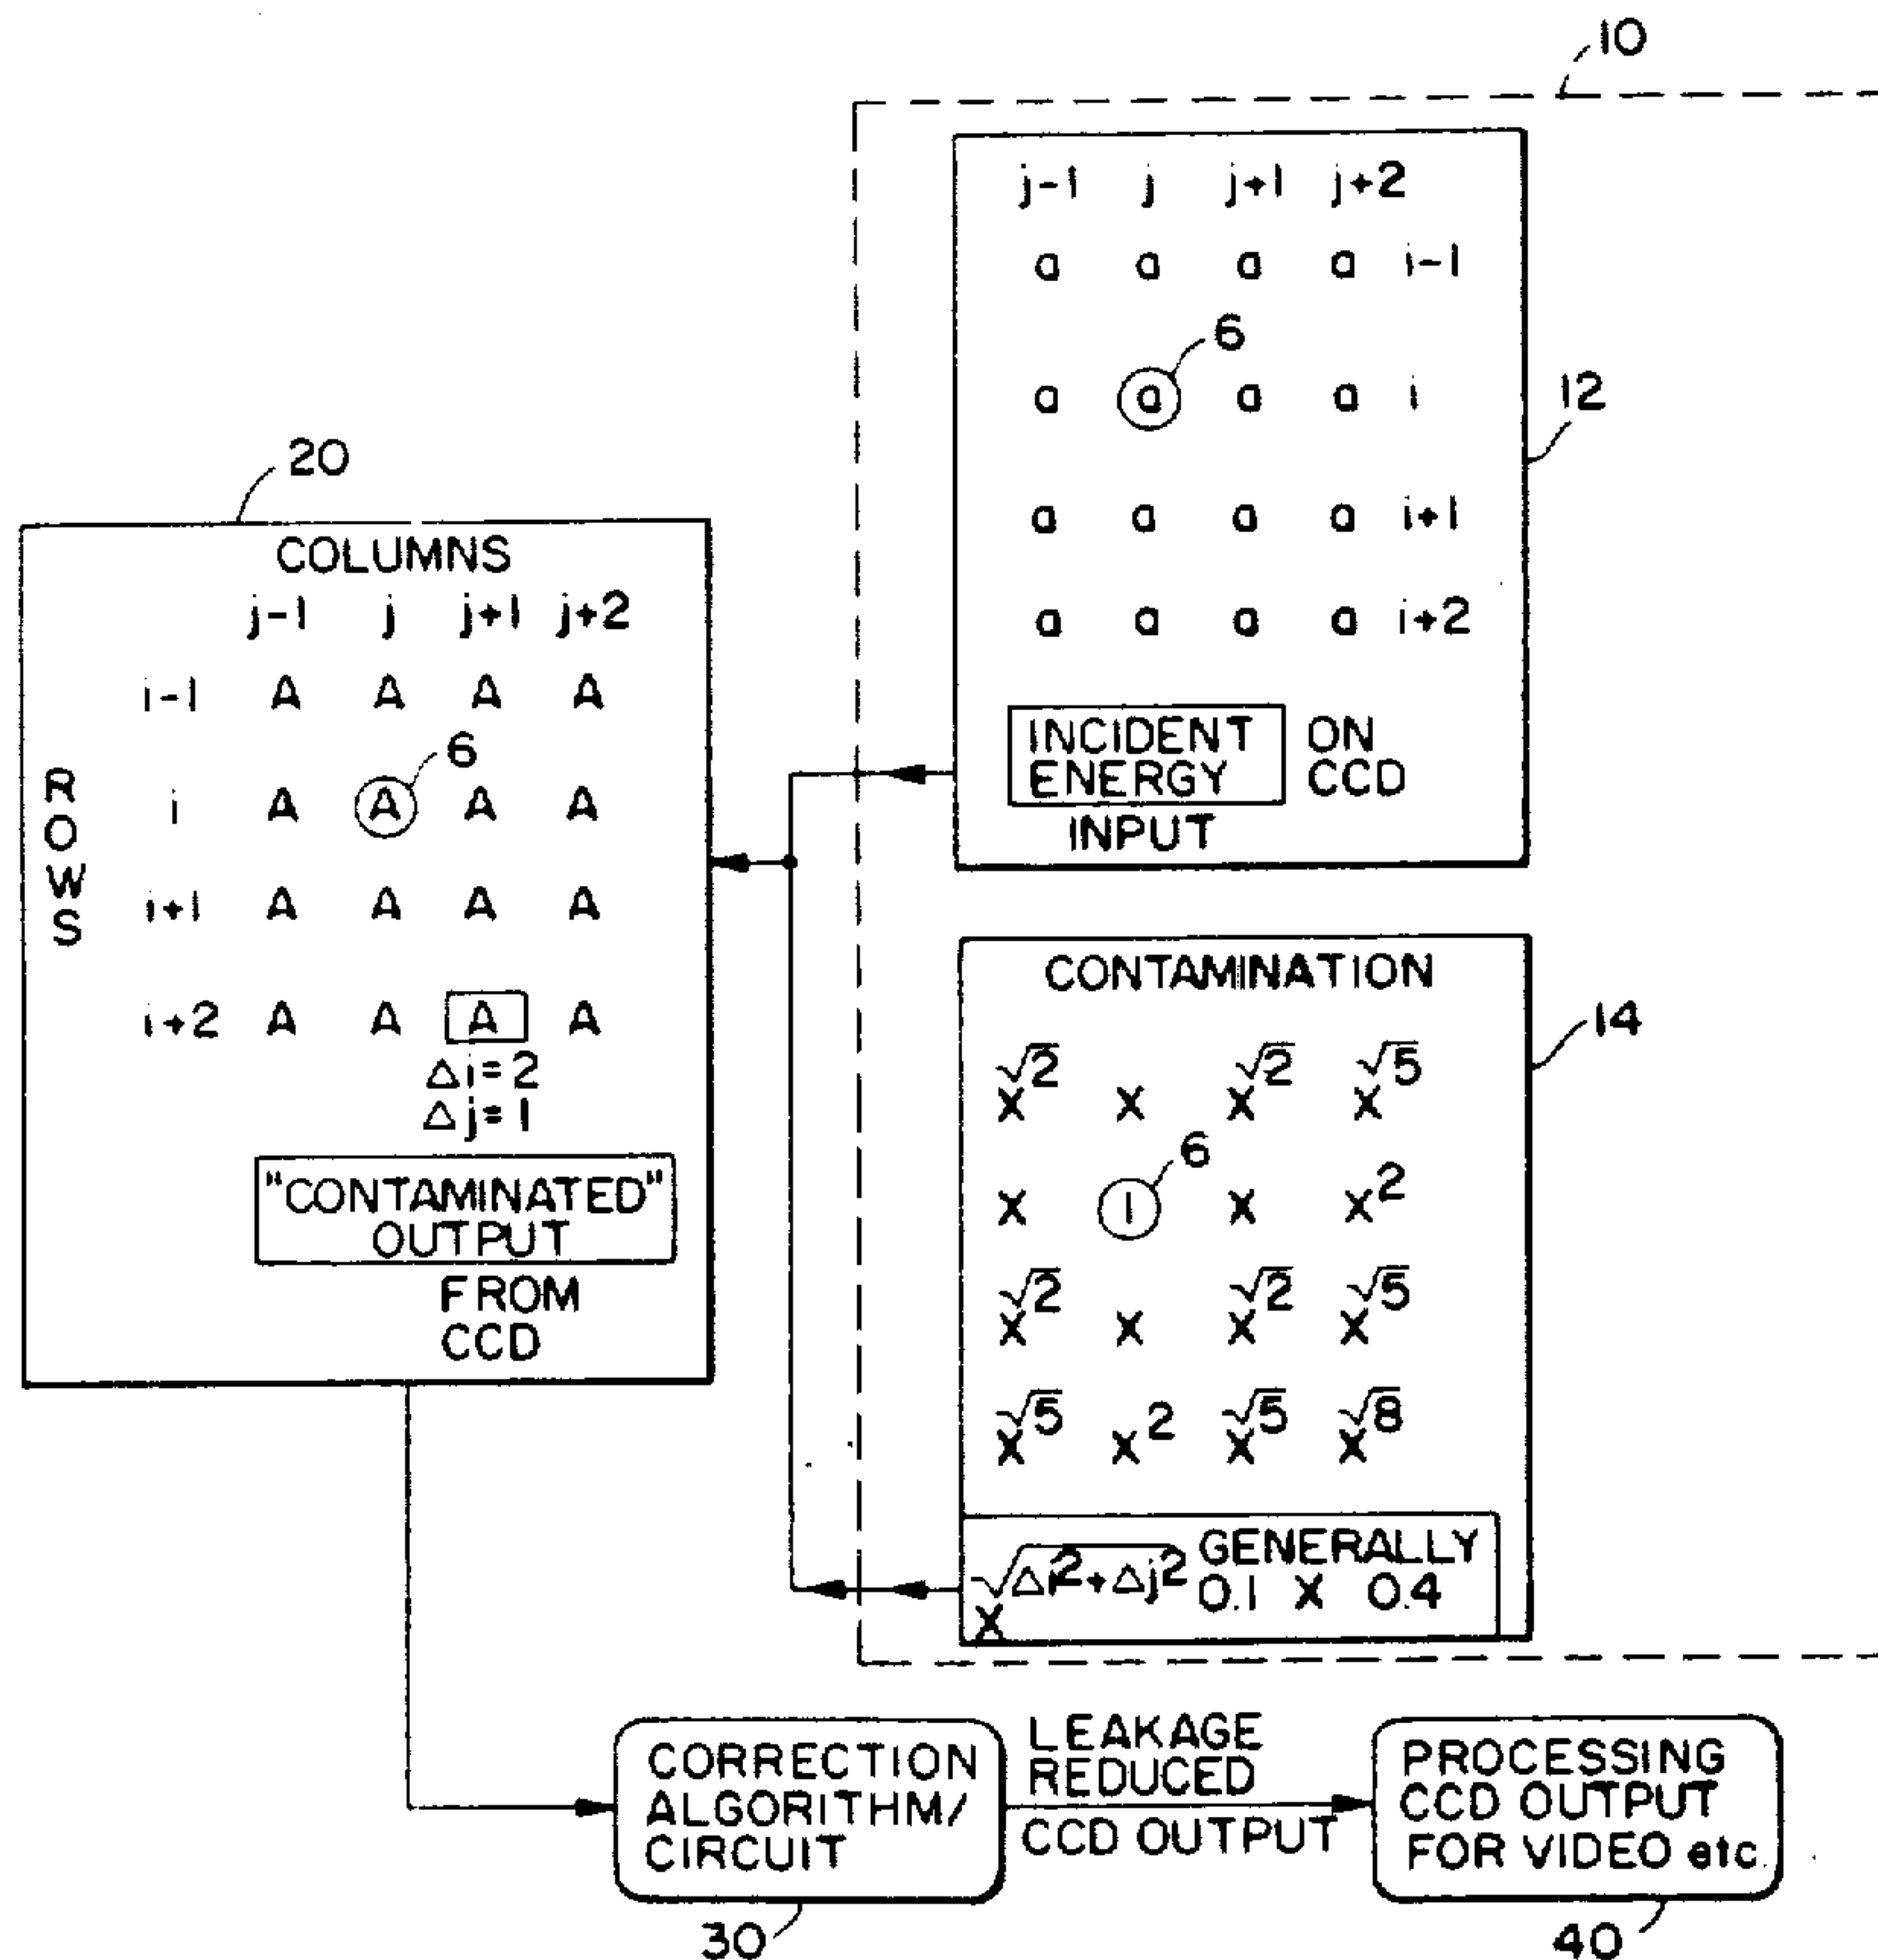 10
j-1 j j+1 j+2
a a a a i-1
6
a a a a i
12
a a a a i+1
a a a a i+2
INCIDENT ENERGY ON CCD
INPUT
20
COLUMNS
j-1 j j+1 j+2
ROWS
i-1 A A A A
6
i A A A A
i+1 A A A A
i+2 A A A A
Δi=2
Δj=1
"CONTAMINATED"
OUTPUT
FROM
CCD
CONTAMINATION
14
x^√2 x x^√2 x^√5
6
x 1 x x^2
x^√2 x x^√2 x^√5
x^√5 x^2 x^√5 x^√8
x^√Δi^2+Δj^2 GENERALLY
0.1 X 0.4
CORRECTION
ALGORITHM/
CIRCUIT
30
LEAKAGE
REDUCED
CCD OUTPUT
PROCESSING
CCD OUTPUT
FOR VIDEO etc.
40